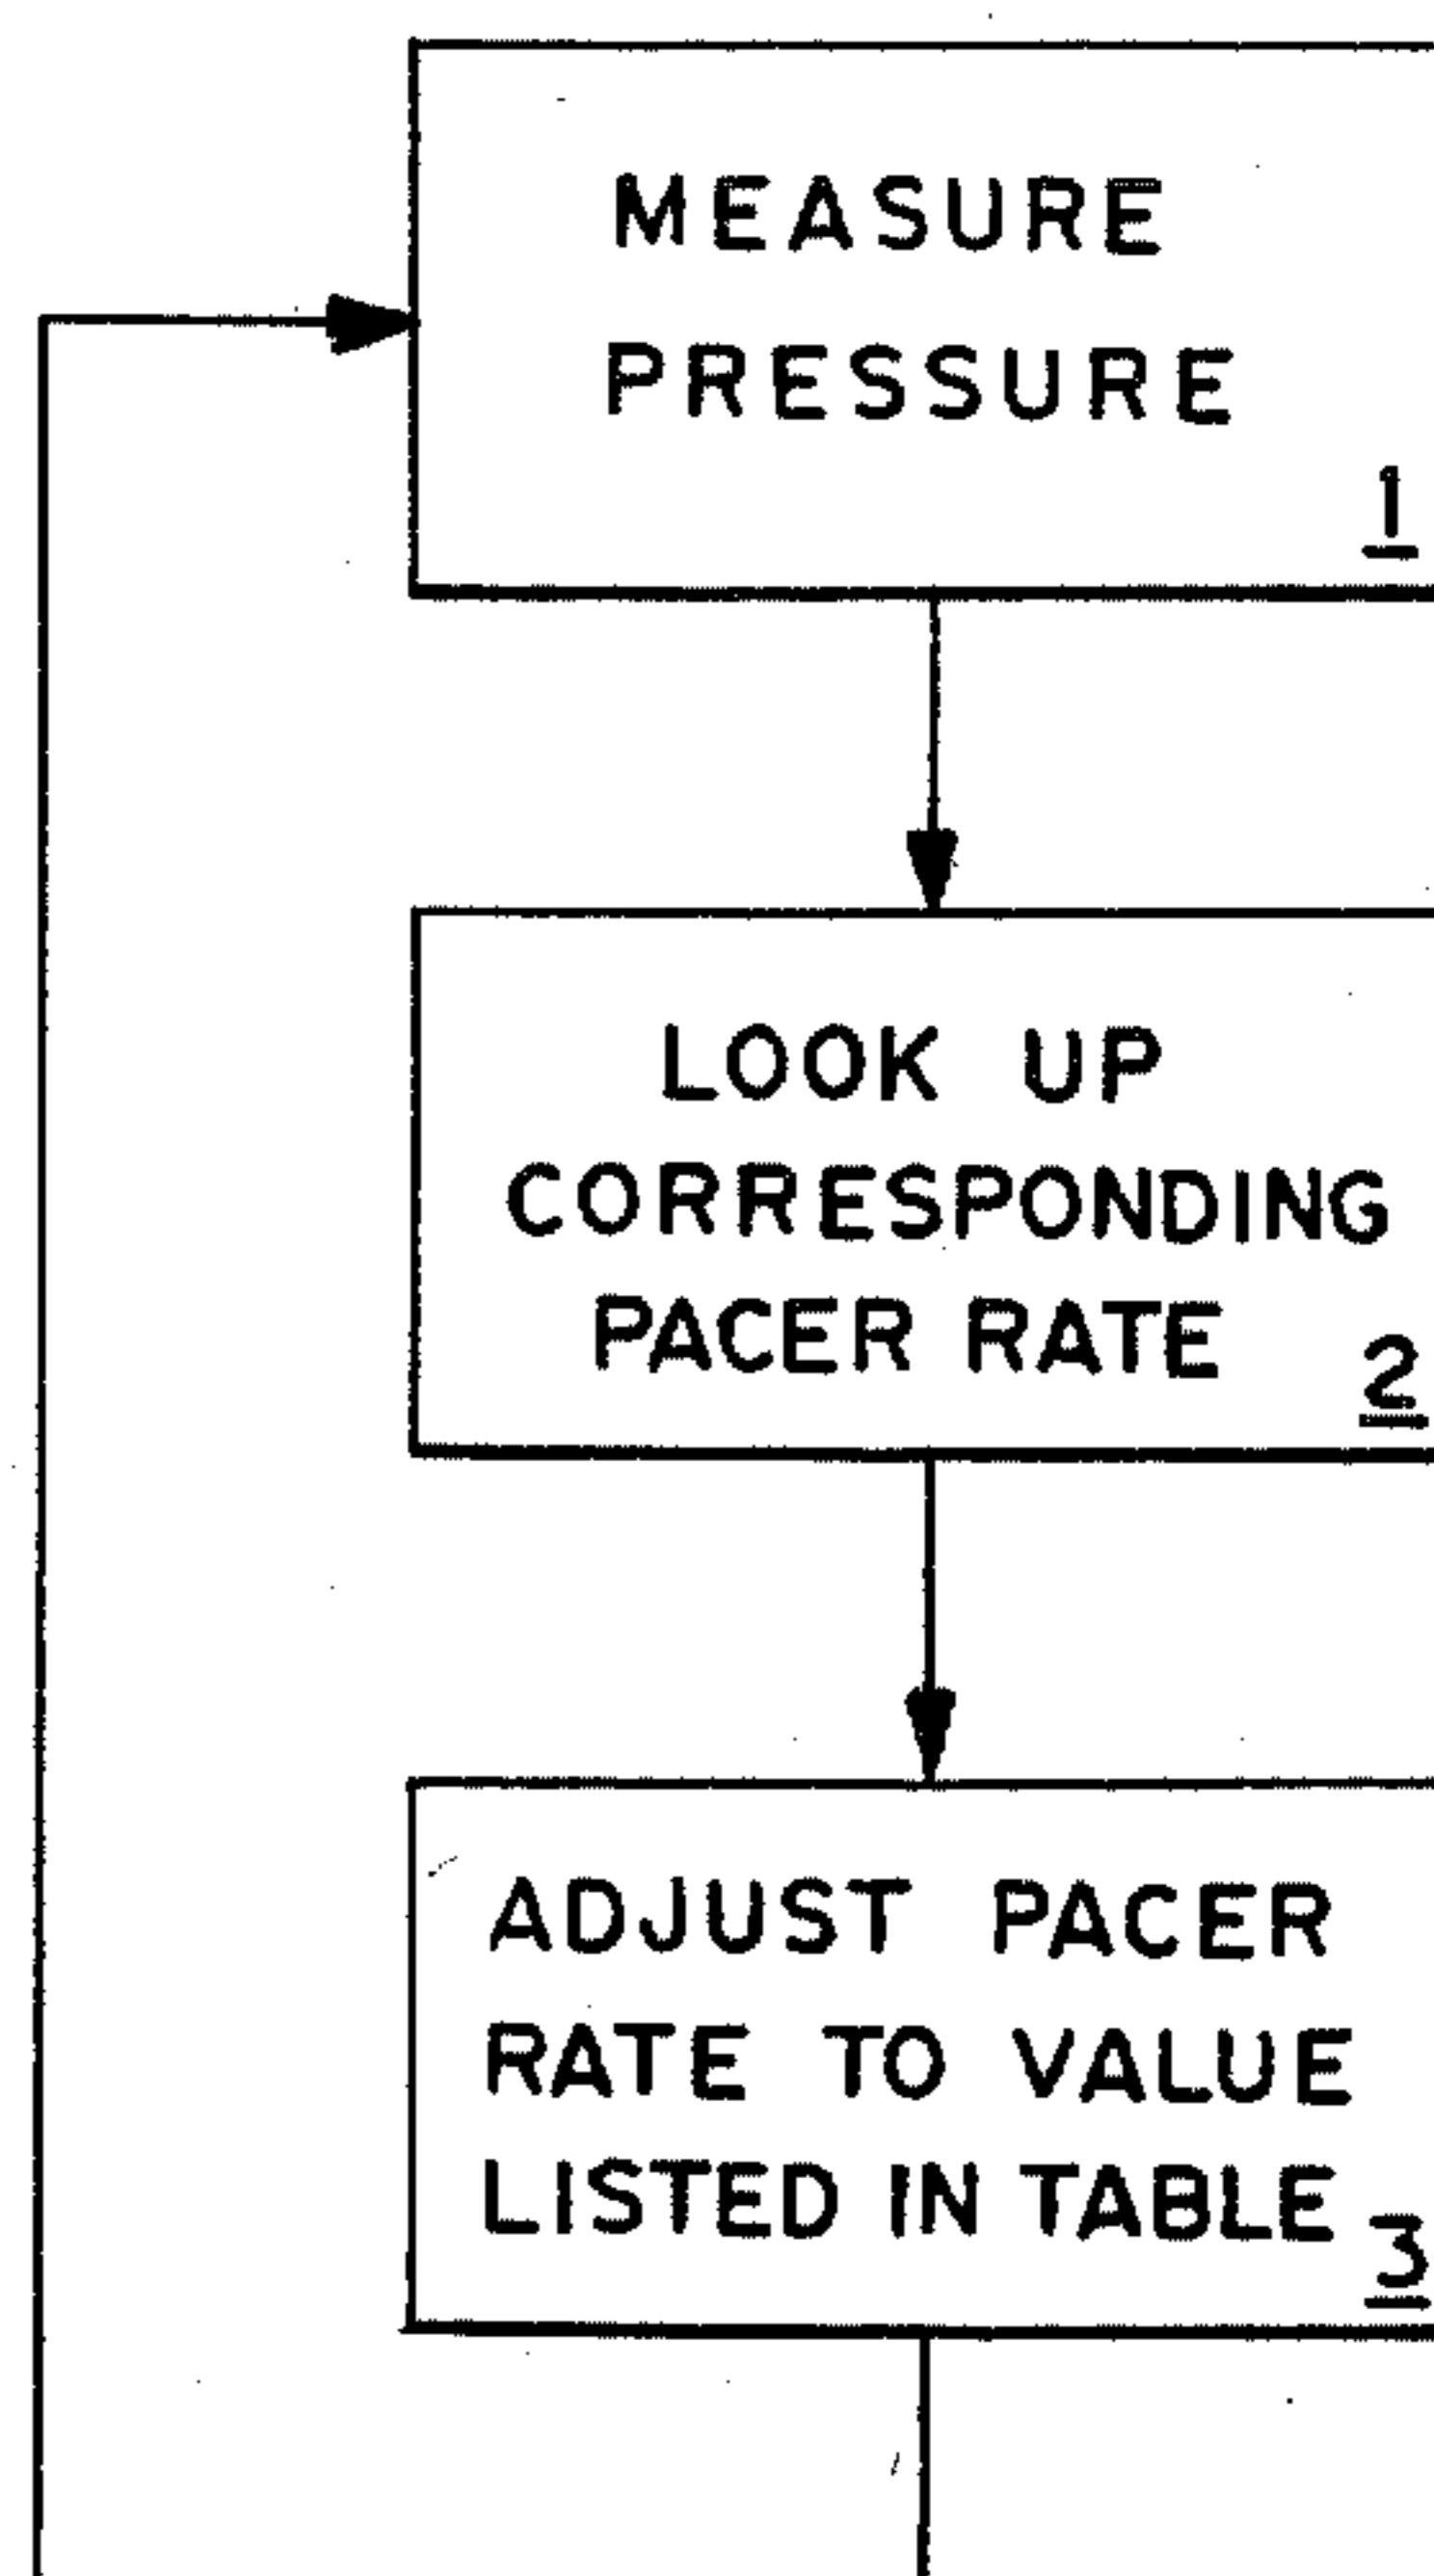 MEASURE
PRESSURE
1
LOOK UP
CORRESPONDING
PACER RATE
2
ADJUST PACER
RATE TO VALUE
LISTED IN TABLE
3